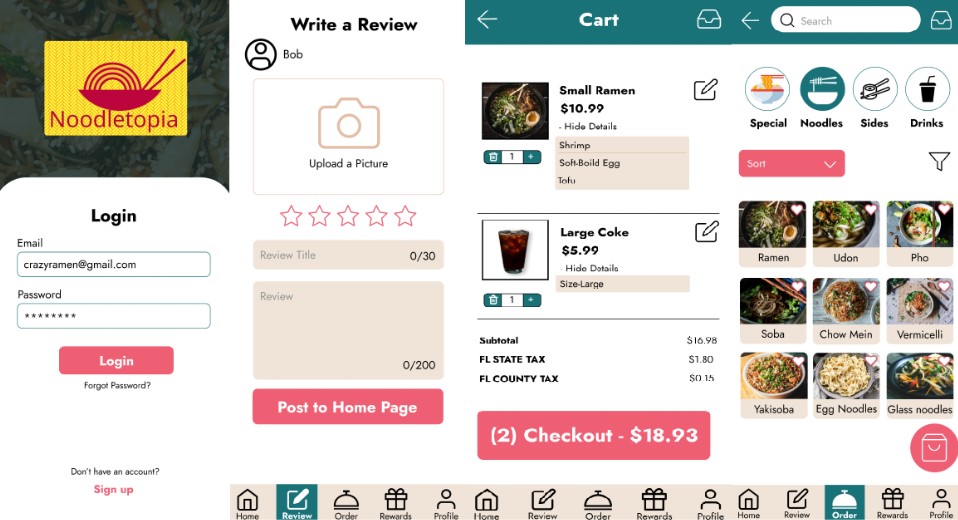 Noodletopia
Login
Email
crazyramen@gmail.com
Password
********
Login
Forgot Password?
Don't have an account?
Sign up
Write a Review
Bob
Upload a Picture
Review Title
0/30
Review
0/200
Post to Home Page
Home
Review
Order
Rewards
Profile
Cart
Small Ramen
$10.99
- Hide Details
Shrimp
Soft-Boild Egg
Tofu
1 +
Large Coke
$5.99
- Hide Details
Size-Large
1 +
Subtotal $16.98
FL STATE TAX $1.80
FL COUNTY TAX $0.15
(2) Checkout - $18.93
Home
Review
Order
Rewards
Profile
Search
Special
Noodles
Sides
Drinks
Sort
Ramen
Udon
Pho
Soba
Chow Mein
Vermicelli
Yakisoba
Egg Noodles
Glass noodles
Home
Review
Order
Rewards
Profile